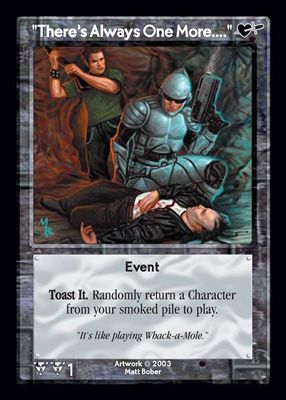 "There's Always One More...."
Event
Toast It. Randomly return a Character
from your smoked pile to play.
"It's like playing Whack-a-Mole."
1
Artwork © 2003
Matt Bober